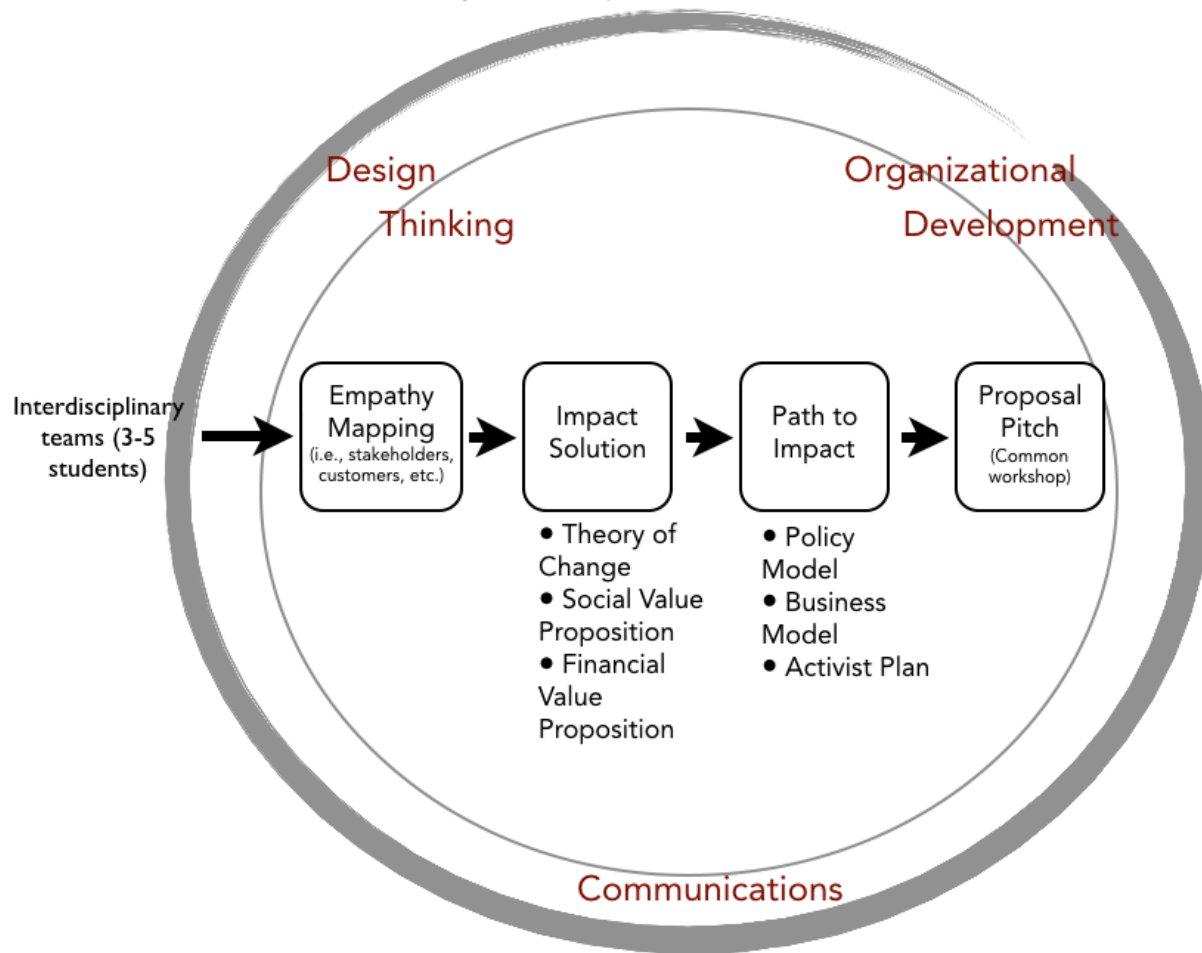 Design
Thinking
Organizational
Development
Interdisciplinary
teams (3-5
students)
Empathy
Mapping
(i.e., stakeholders,
customers, etc.)
Impact
Solution
Path to
Impact
Proposal
Pitch
(Common
workshop)
• Theory of
Change
• Social Value
Proposition
• Financial
Value
Proposition
• Policy
Model
• Business
Model
• Activist Plan
Communications